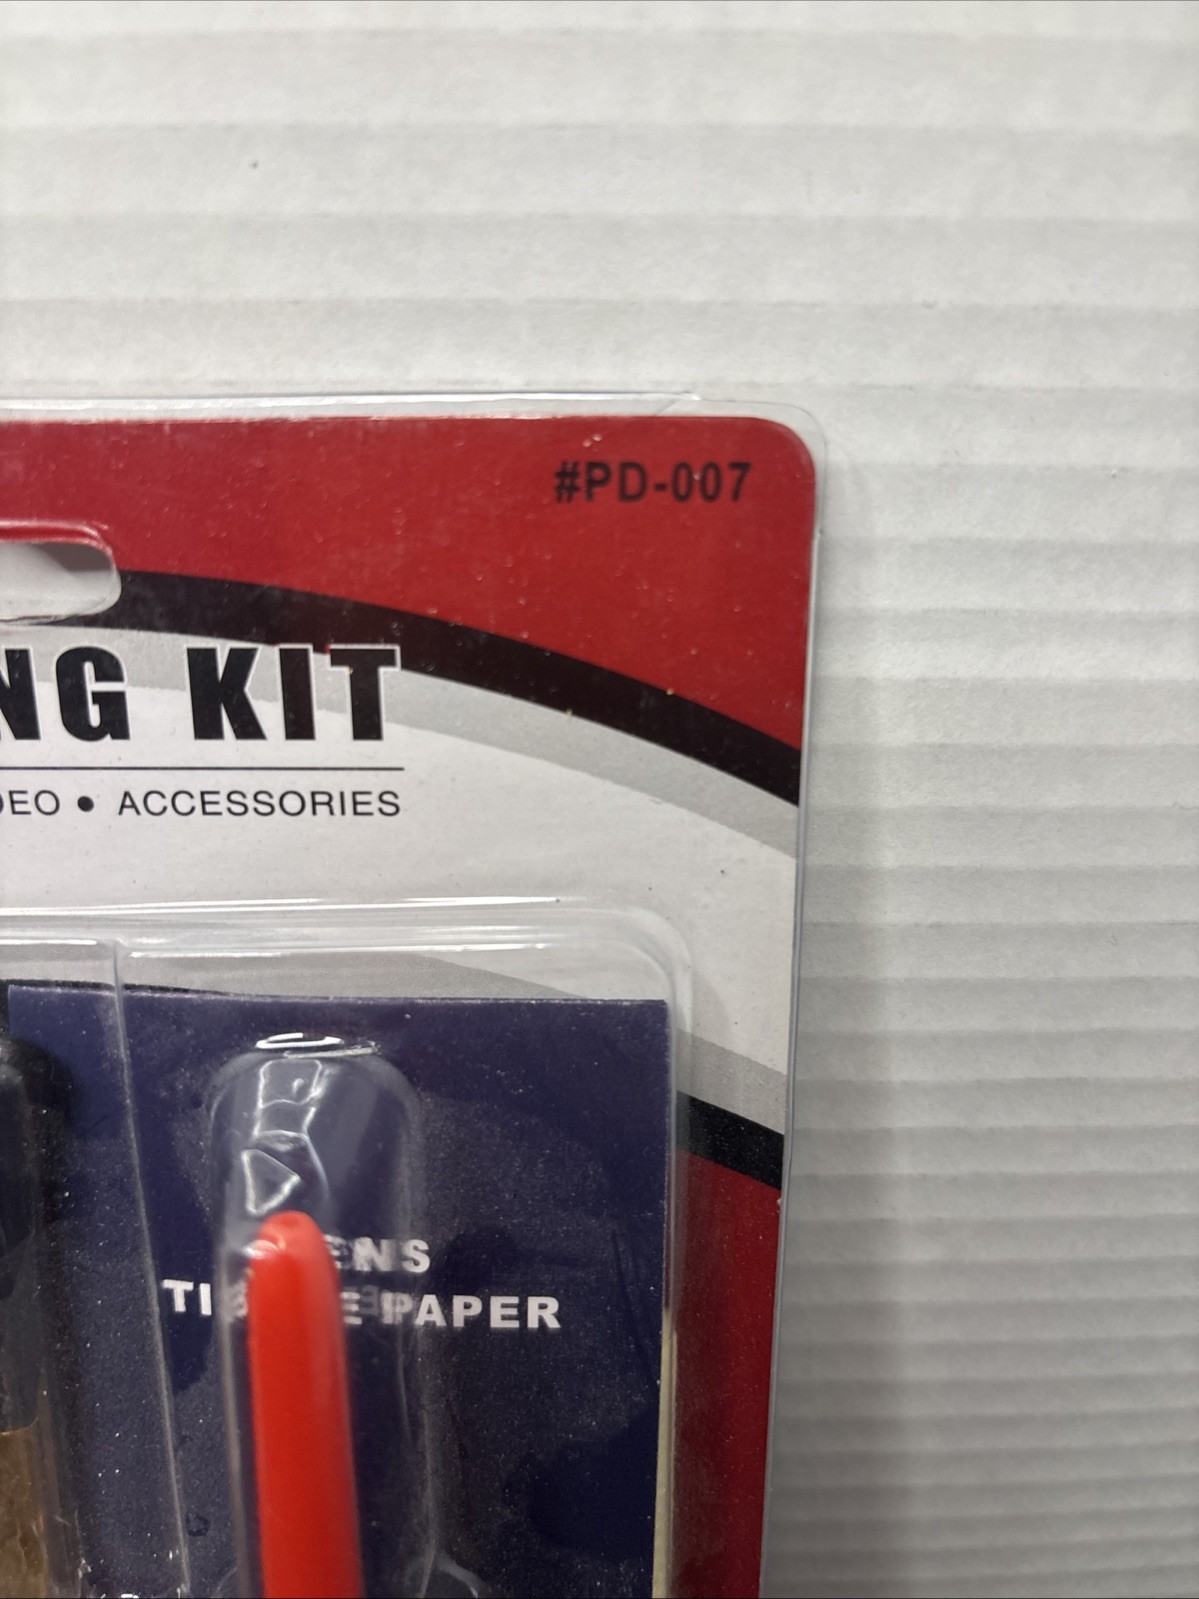 #PD-007
NG KIT
DEO • ACCESSORIES
ENS
PAPER